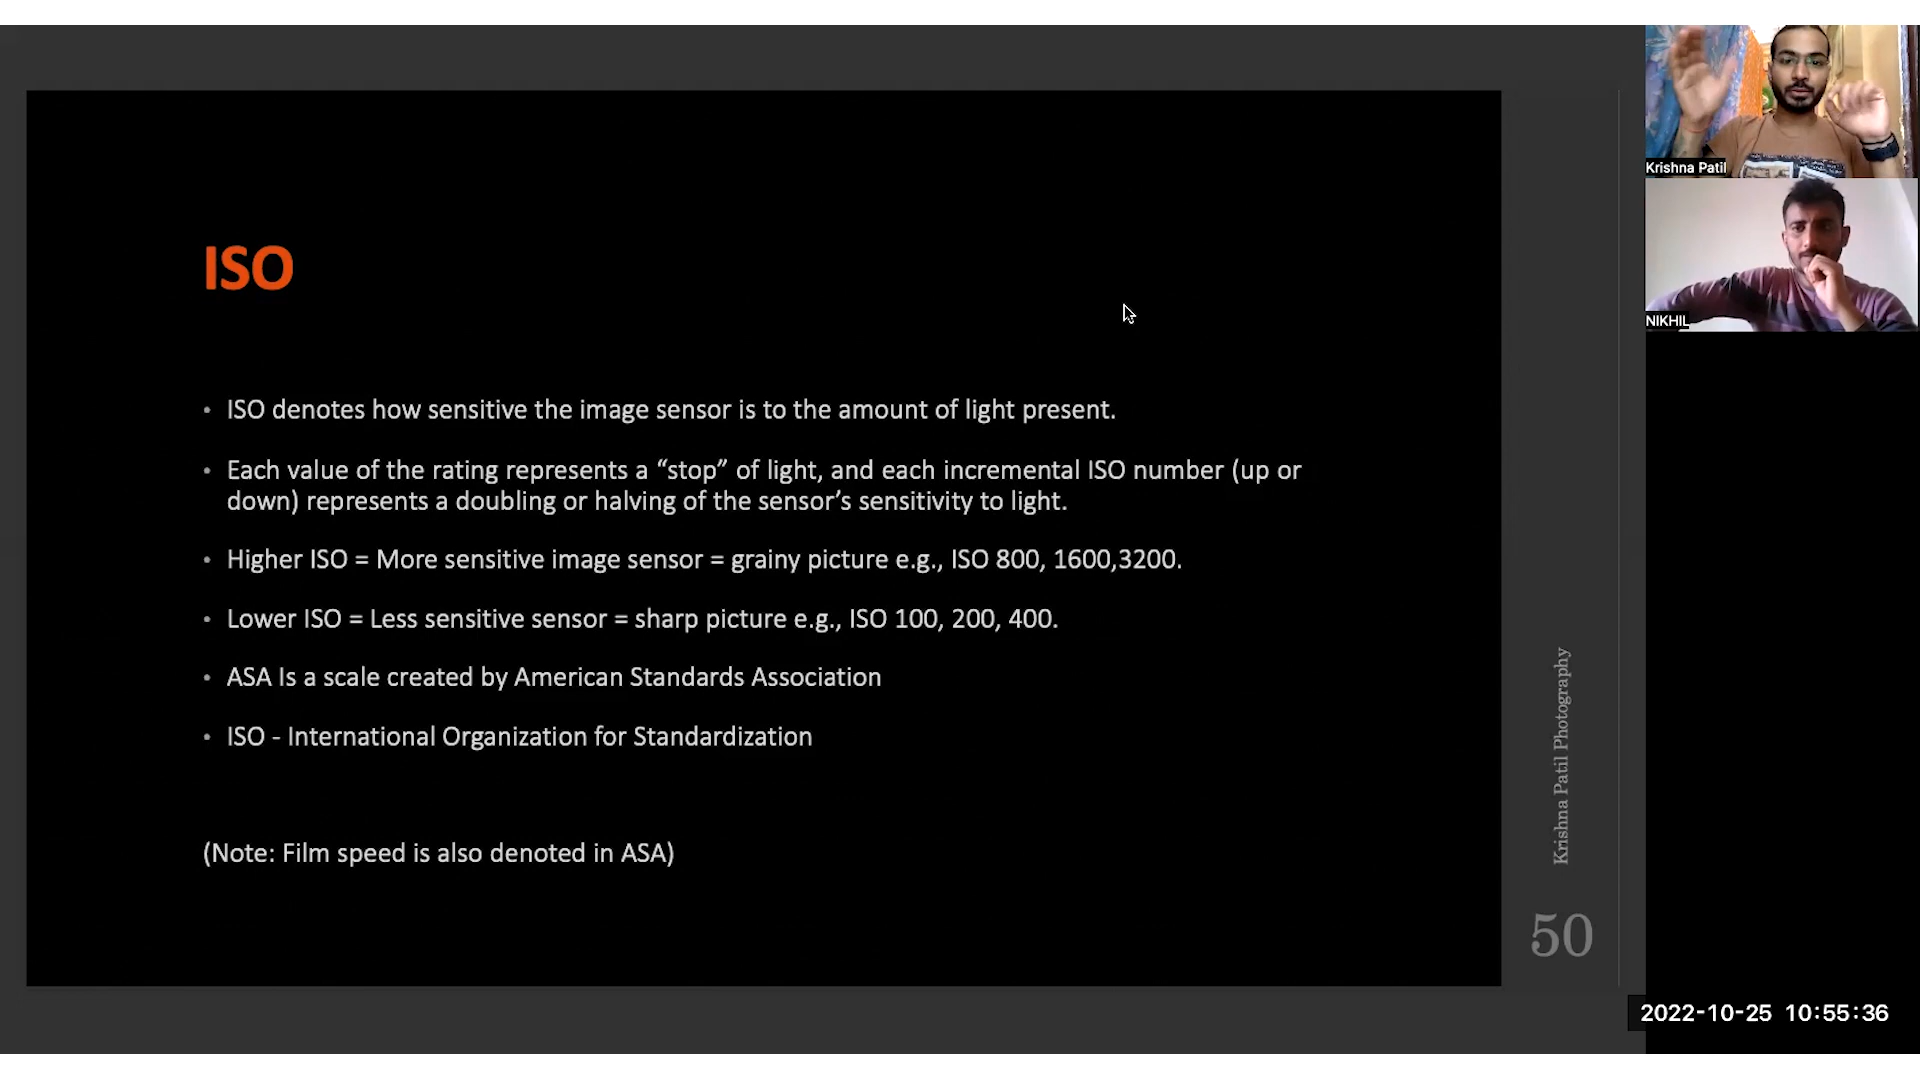 ISO
• ISO denotes how sensitive the image sensor is to the amount of light present.
• Each value of the rating represents a “stop” of light, and each incremental ISO number (up or
down) represents a doubling or halving of the sensor’s sensitivity to light.
• Higher ISO = More sensitive image sensor = grainy picture e.g., ISO 800, 1600,3200.
• Lower ISO = Less sensitive sensor = sharp picture e.g., ISO 100, 200, 400.
• ASA Is a scale created by American Standards Association
• ISO - International Organization for Standardization
(Note: Film speed is also denoted in ASA)
Krishna Patil Photography
50
Krishna Patil
NIKHIL
2022-10-25 10:55:36